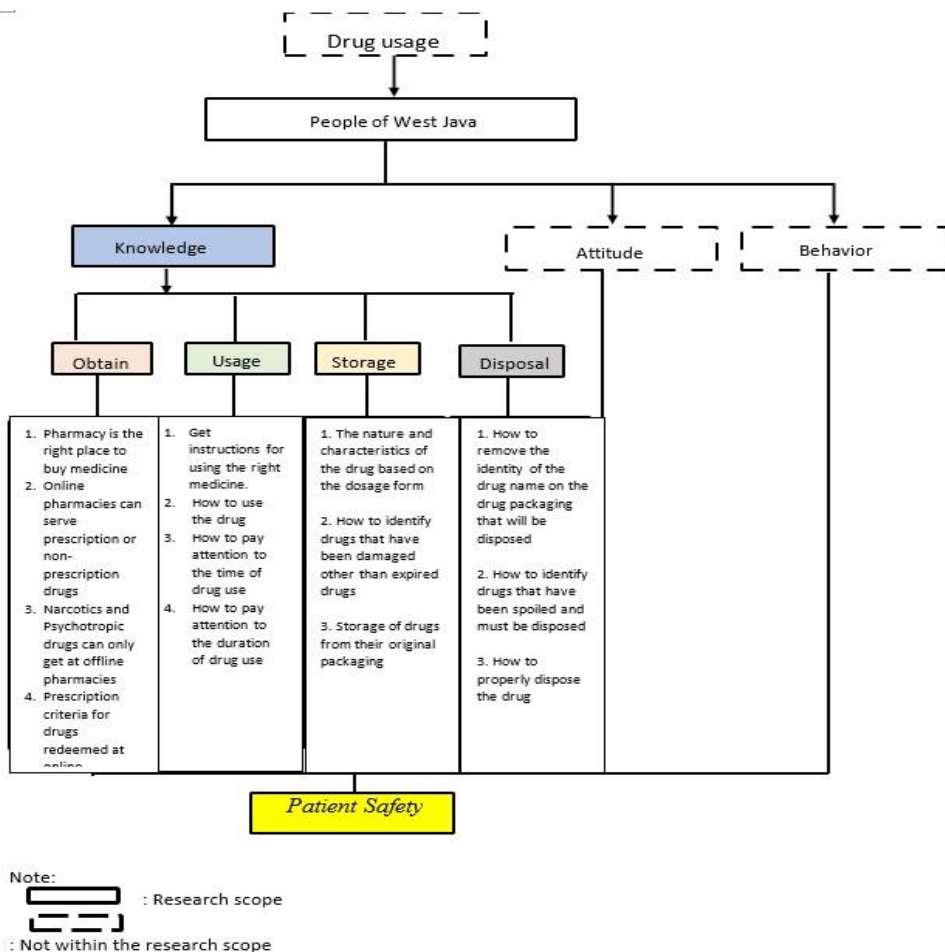 Drug usage
People of West Java
Knowledge
Attitude
Behavior
Obtain
Usage
Storage
Disposal
1. Pharmacy is the
right place to
buy medicine
2. Online
pharmacies can
serve
prescription or
non-
prescription
drugs
3. Narcotics and
Psychotropic
drugs can only
get at offline
pharmacies
4. Prescription
criteria for
drugs
redeemed at
online
1. Get
instructions for
using the right
medicine.
2. How to use
the drug
3. How to pay
attention to
the time of
drug use
4. How to pay
attention to
the duration
of drug use
1. The nature and
characteristics of
the drug based on
the dosage form
2. How to identify
drugs that have
been damaged
other than expired
drugs
3. Storage of drugs
from their original
packaging
1. How to
remove the
identity of the
drug name on the
drug packaging
that will be
disposed
2. How to identify
drugs that have
been spoiled and
must be disposed
3. How to
properly dispose
the drug
Patient Safety
Note:
: Research scope
: Not within the research scope